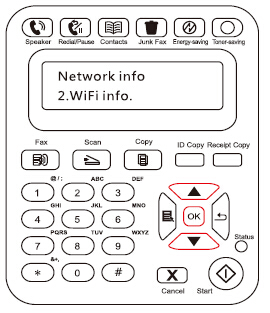 Speaker Redial/Pause Contacts Junk Fax Energy-saving Toner-saving
Network info
2.WiFi info.
Fax Scan Copy ID Copy Receipt Copy
@ / : ABC DEF
1 2 3
GHI JKL MNO
4 5 6
OK
PQRS TUV WXYZ
7 8 9
Status
&+,
* 0 #
Cancel Start